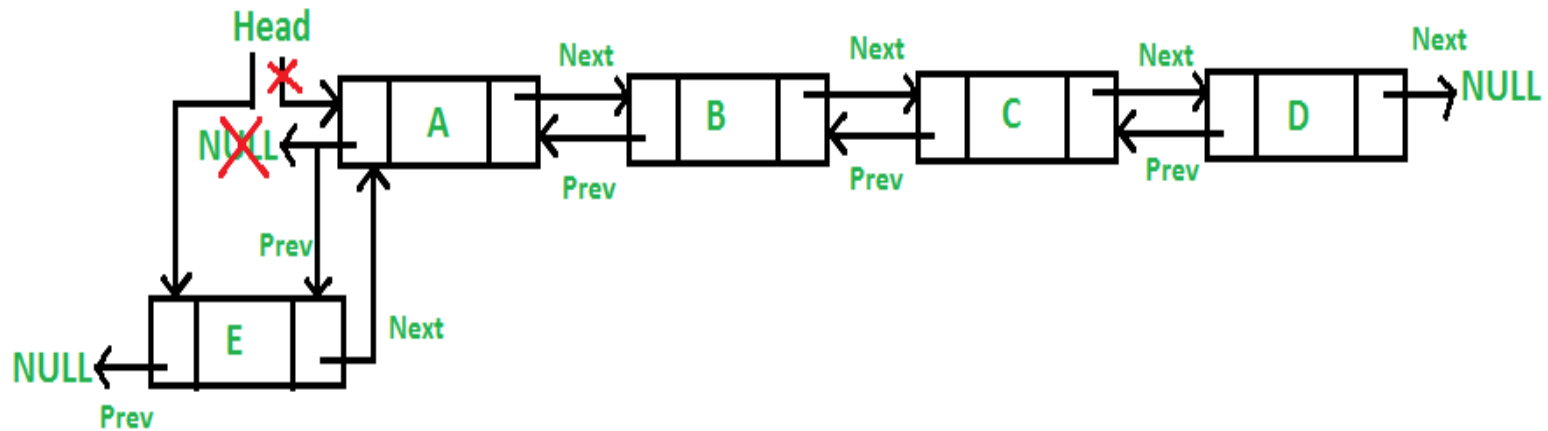 Head
Next
Next
Next
Next
NULL
A
B
C
D
NULL
Prev
Prev
Prev
Prev
E
Next
NULL
Prev